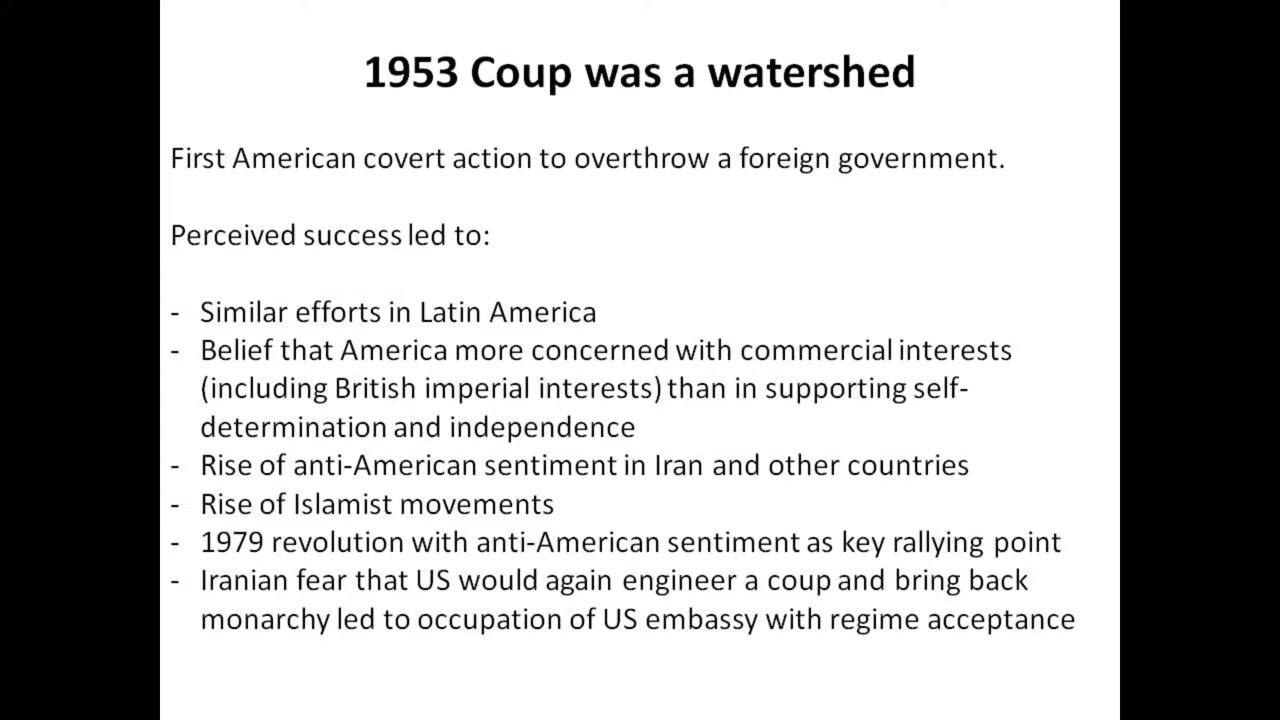 1953 Coup was a watershed
First American covert action to overthrow a foreign government.
Perceived success led to:
- Similar efforts in Latin America
- Belief that America more concerned with commercial interests
(including British imperial interests) than in supporting self-
determination and independence
- Rise of anti-American sentiment in Iran and other countries
- Rise of Islamist movements
- 1979 revolution with anti-American sentiment as key rallying point
- Iranian fear that US would again engineer a coup and bring back
monarchy led to occupation of US embassy with regime acceptance